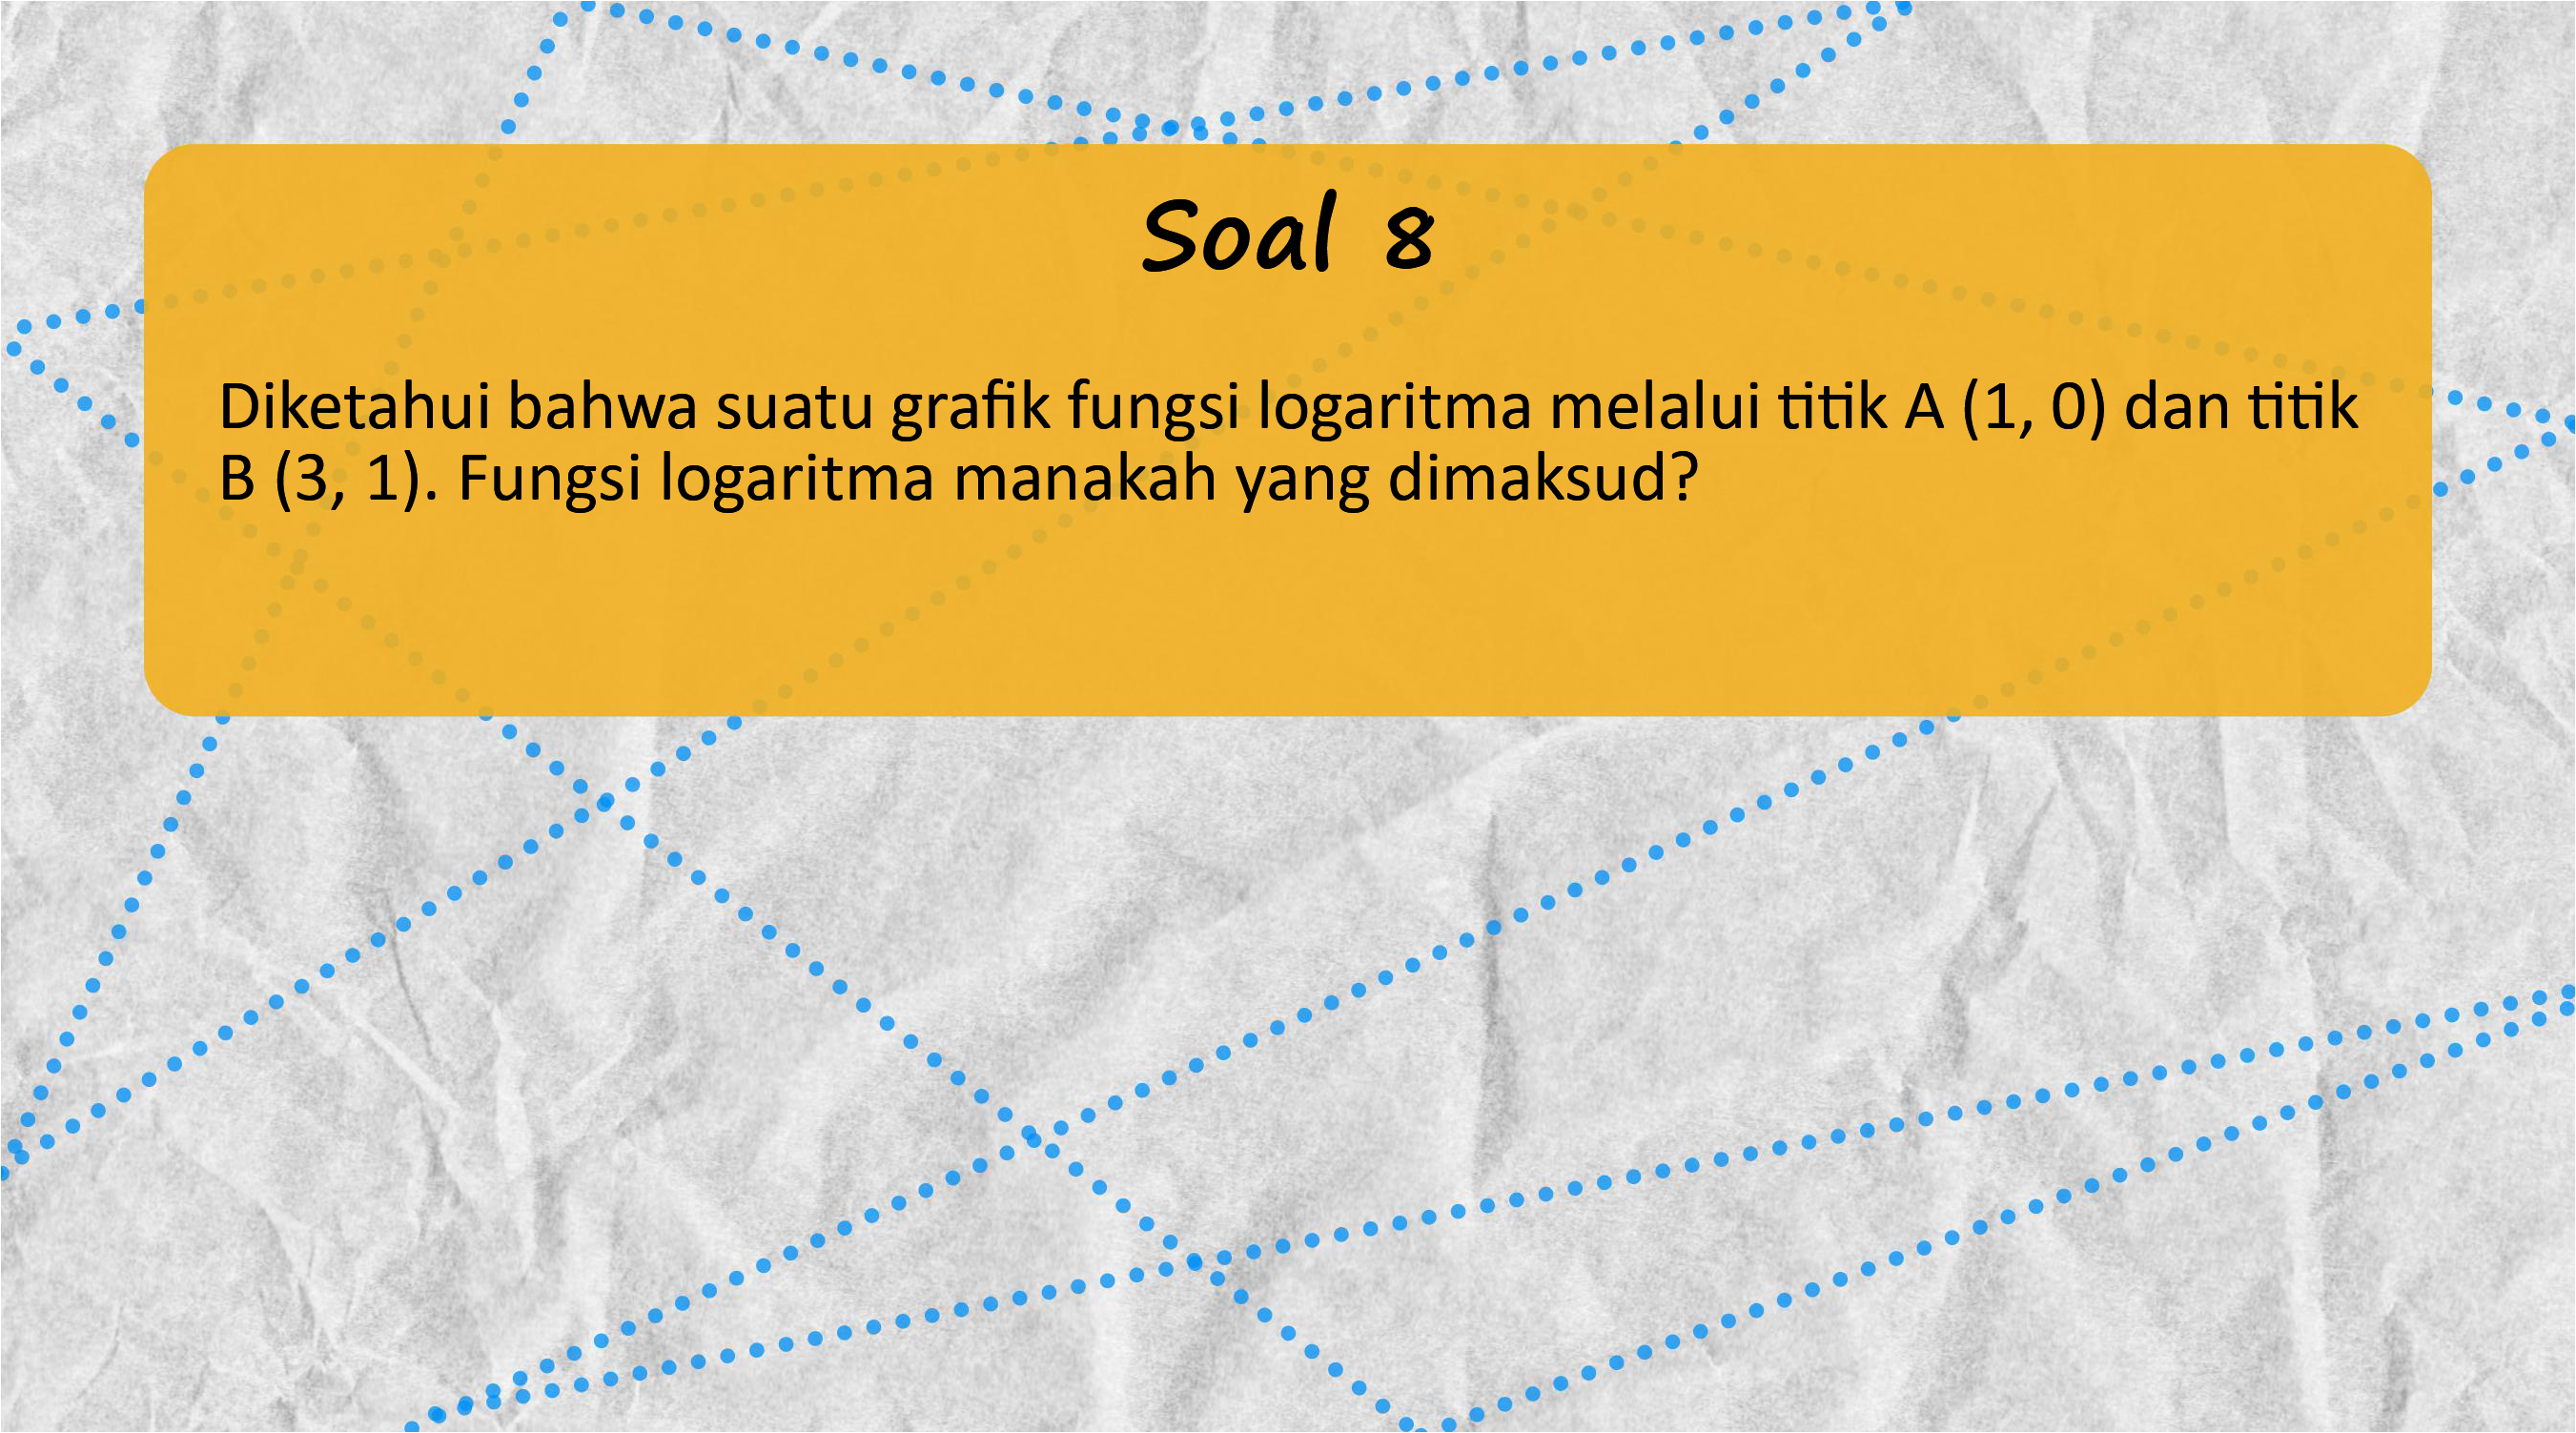 Soal 8
Diketahui bahwa suatu grafik fungsi logaritma melalui titik A (1, 0) dan titik
B (3, 1). Fungsi logaritma manakah yang dimaksud?